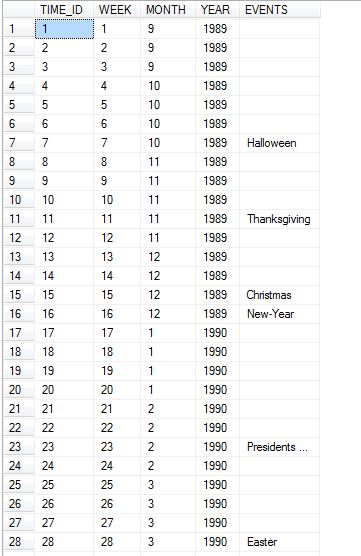 TIME_ID WEEK MONTH YEAR EVENTS
1 1 1 9 1989
2 2 2 9 1989
3 3 3 9 1989
4 4 4 10 1989
5 5 5 10 1989
6 6 6 10 1989
7 7 7 10 1989 Halloween
8 8 8 11 1989
9 9 9 11 1989
10 10 10 11 1989
11 11 11 11 1989 Thanksgiving
12 12 12 11 1989
13 13 13 12 1989
14 14 14 12 1989
15 15 15 12 1989 Christmas
16 16 16 12 1989 New-Year
17 17 17 1 1990
18 18 18 1 1990
19 19 19 1 1990
20 20 20 1 1990
21 21 21 2 1990
22 22 22 2 1990
23 23 23 2 1990 Presidents ...
24 24 24 2 1990
25 25 25 3 1990
26 26 26 3 1990
27 27 27 3 1990
28 28 28 3 1990 Easter